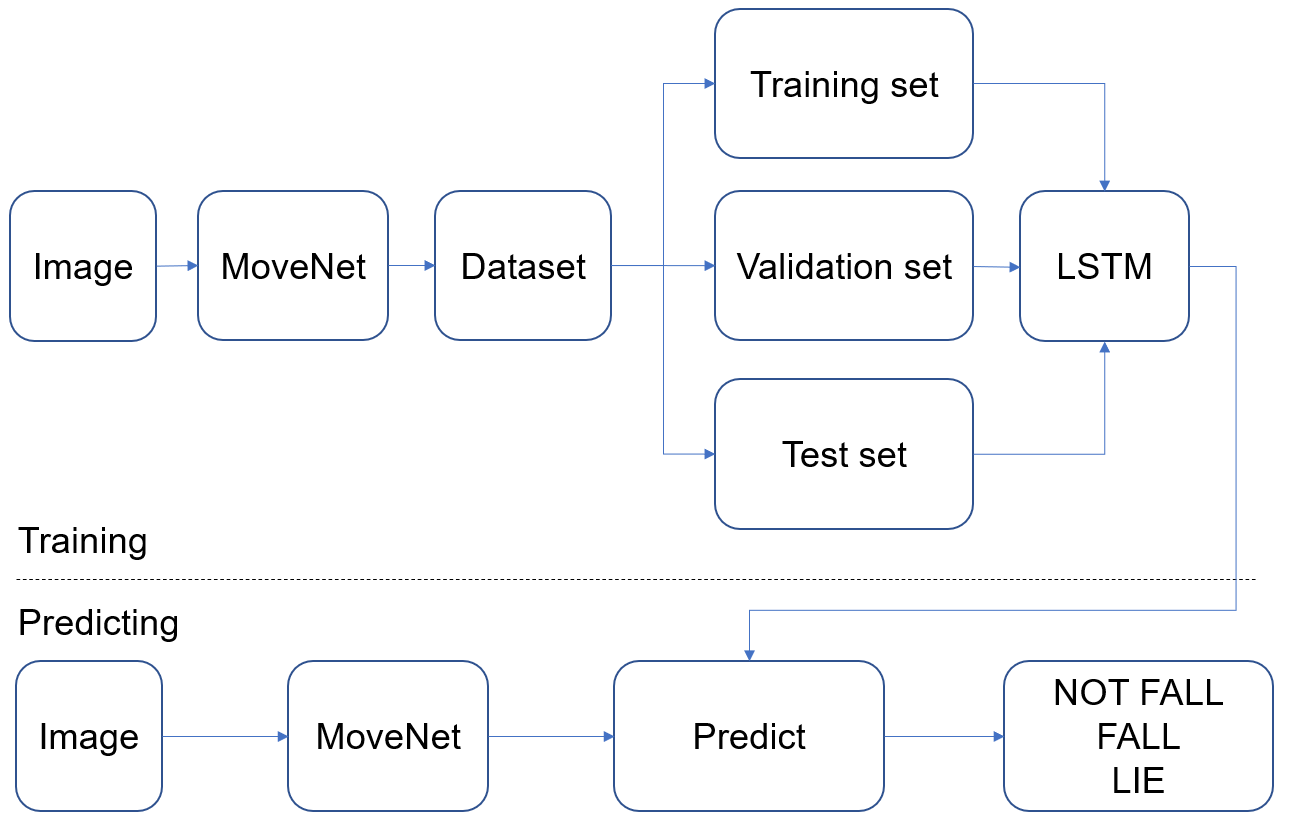 Training set
Image
MoveNet
Dataset
Validation set
LSTM
Test set
Training
Predicting
Image
MoveNet
Predict
NOT FALL
FALL
LIE